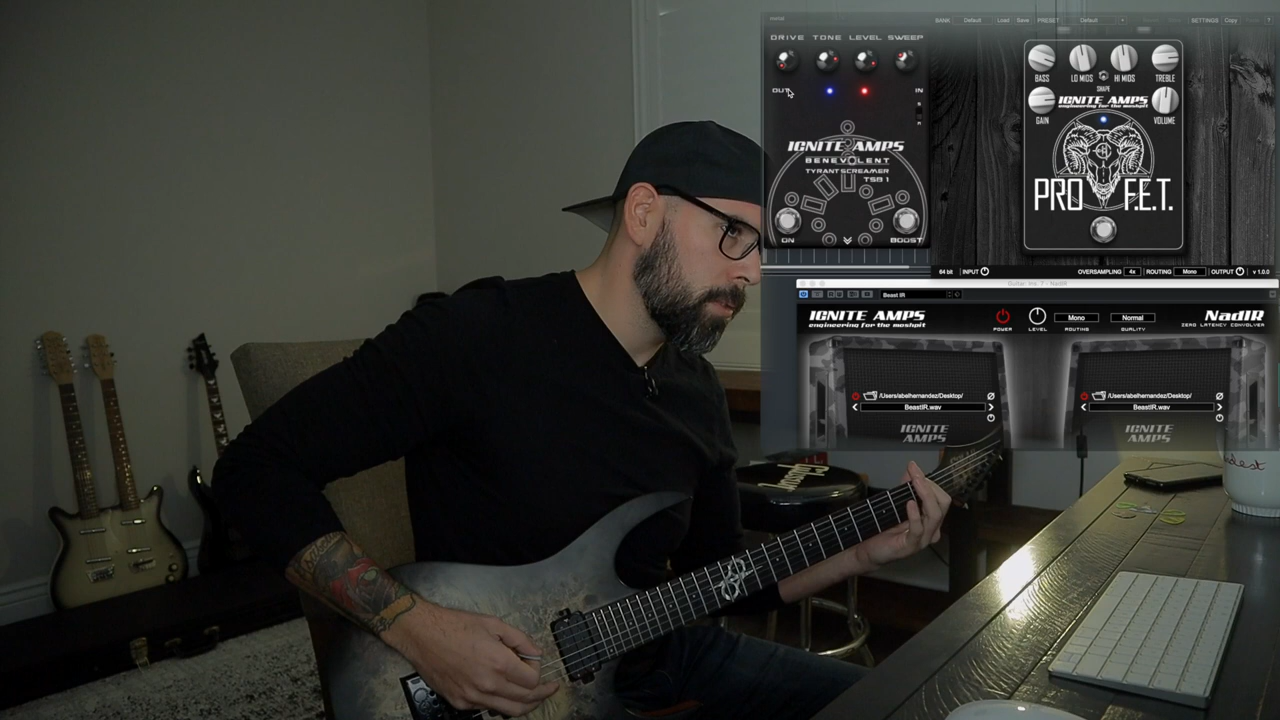 metal
BANK Default Load Save PRESET Default SETTINGS Copy
DRIVE TONE LEVEL SWEEP
OUT IN
IGNITE AMPS
BENEVOLENT
TYRANT SCREAMER
TSB 1
ON BOOST
BASS LO MIDS HI MIDS TREBLE
SHAPE
GAIN IGNITE AMPS VOLUME
engineering for the moshpit
PRO F.E.T.
64 bit INPUT OVERSAMPLING 4x ROUTING Mono OUTPUT v 1.0.0
Beast IR
IGNITE AMPS
engineering for the moshpit
POWER LEVEL Mono ROUTING Normal QUALITY
NadIR
ZERO LATENCY CONVOLVER
/Users/abelhernandez/Desktop/
BeastIR.wav
IGNITE
AMPS
/Users/abelhernandez/Desktop/
BeastIR.wav
IGNITE
AMPS
Gibson